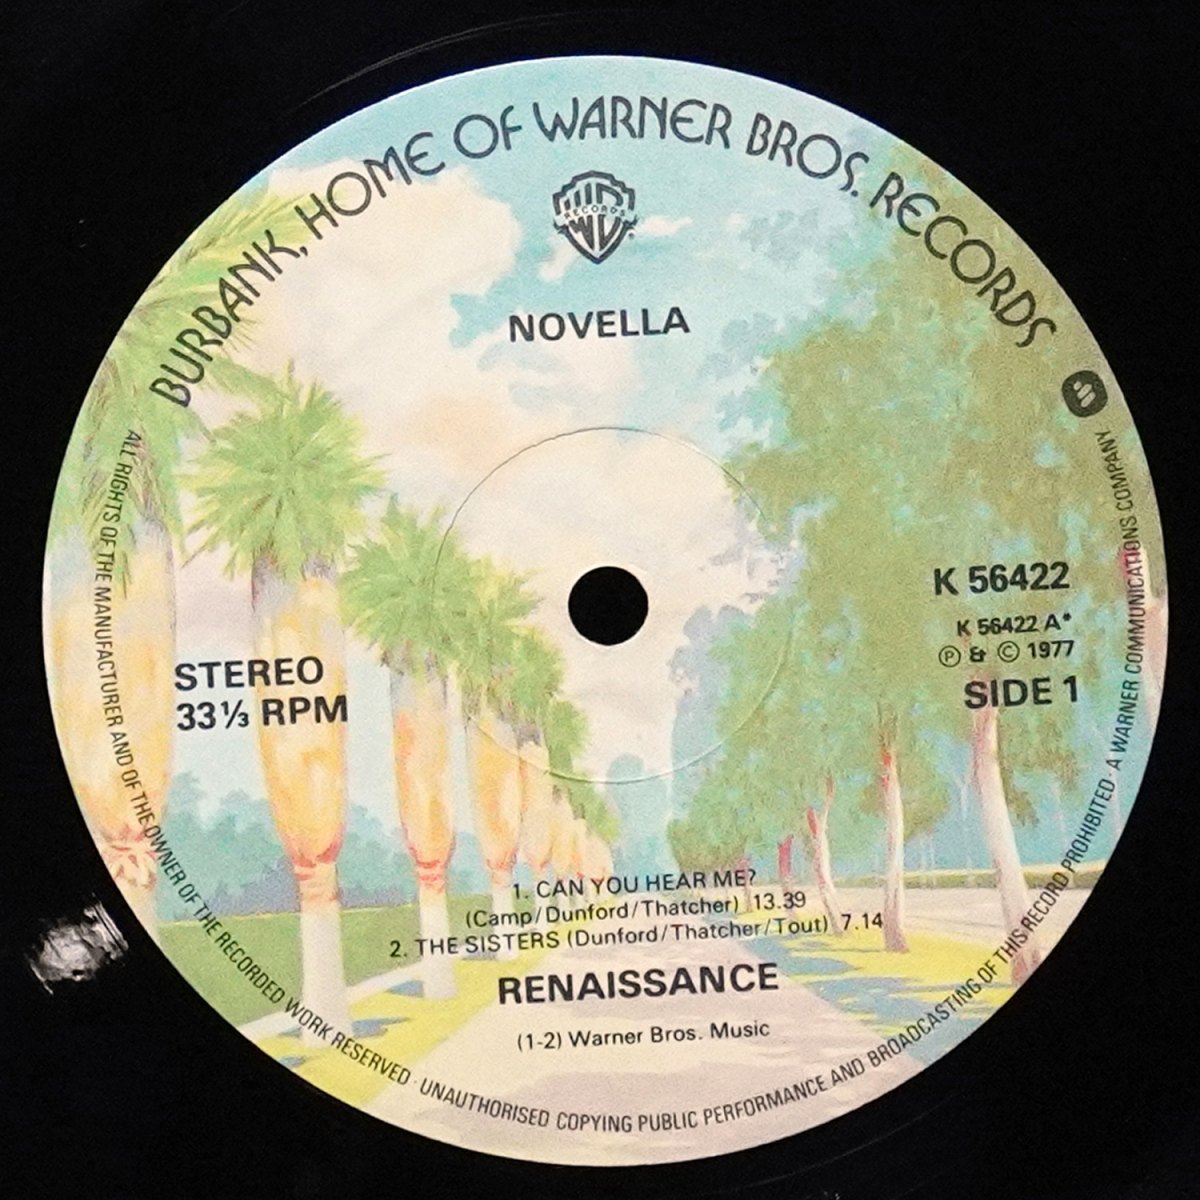 BURBANK, HOME OF WARNER BROS. RECORDS
RECORDS
NOVELLA
K 56422
K 56422 A*
Ⓟ & © 1977
SIDE 1
STEREO
33⅓ RPM
1. CAN YOU HEAR ME?
(Camp/Dunford/Thatcher) 13.39
2. THE SISTERS (Dunford/Thatcher/Tout) 7.14
RENAISSANCE
(1-2) Warner Bros. Music
ALL RIGHTS OF THE MANUFACTURER AND OF THE OWNER OF THE RECORDED WORK RESERVED · UNAUTHORISED COPYING PUBLIC PERFORMANCE AND BROADCASTING OF THIS RECORD PROHIBITED · A WARNER COMMUNICATIONS COMPANY